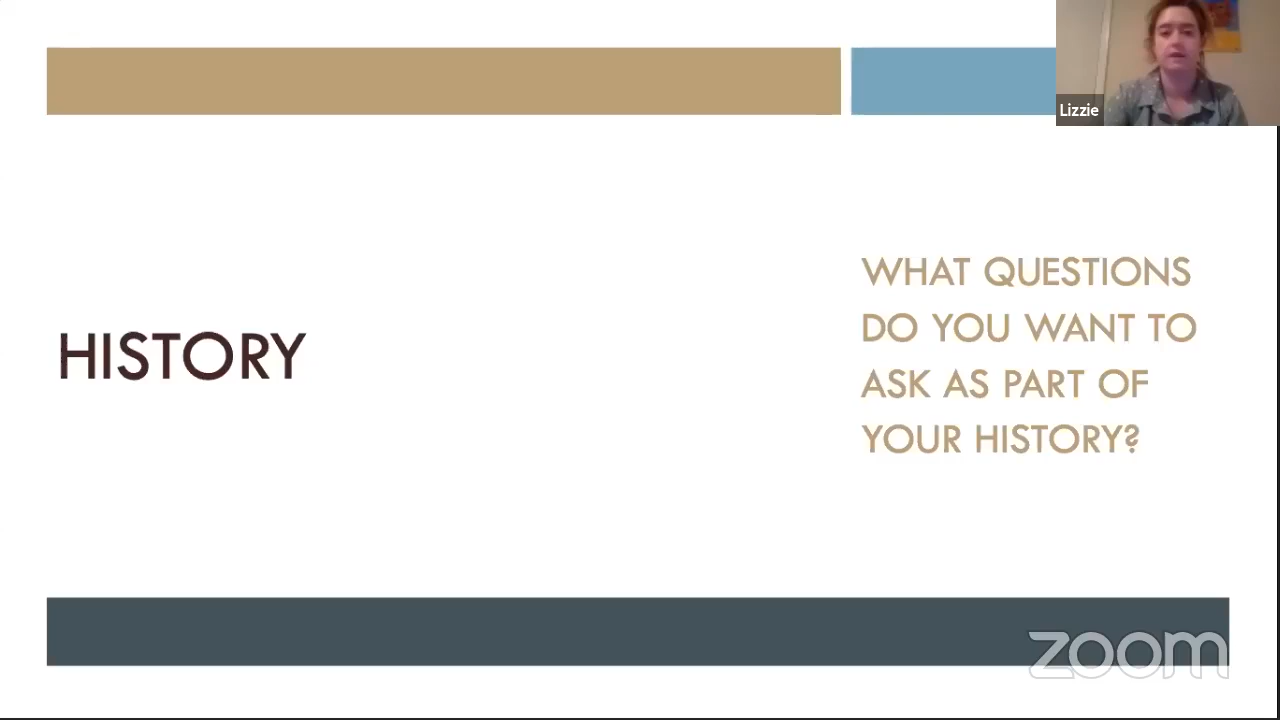 Lizzie
HISTORY
WHAT QUESTIONS
DO YOU WANT TO
ASK AS PART OF
YOUR HISTORY?
zoom